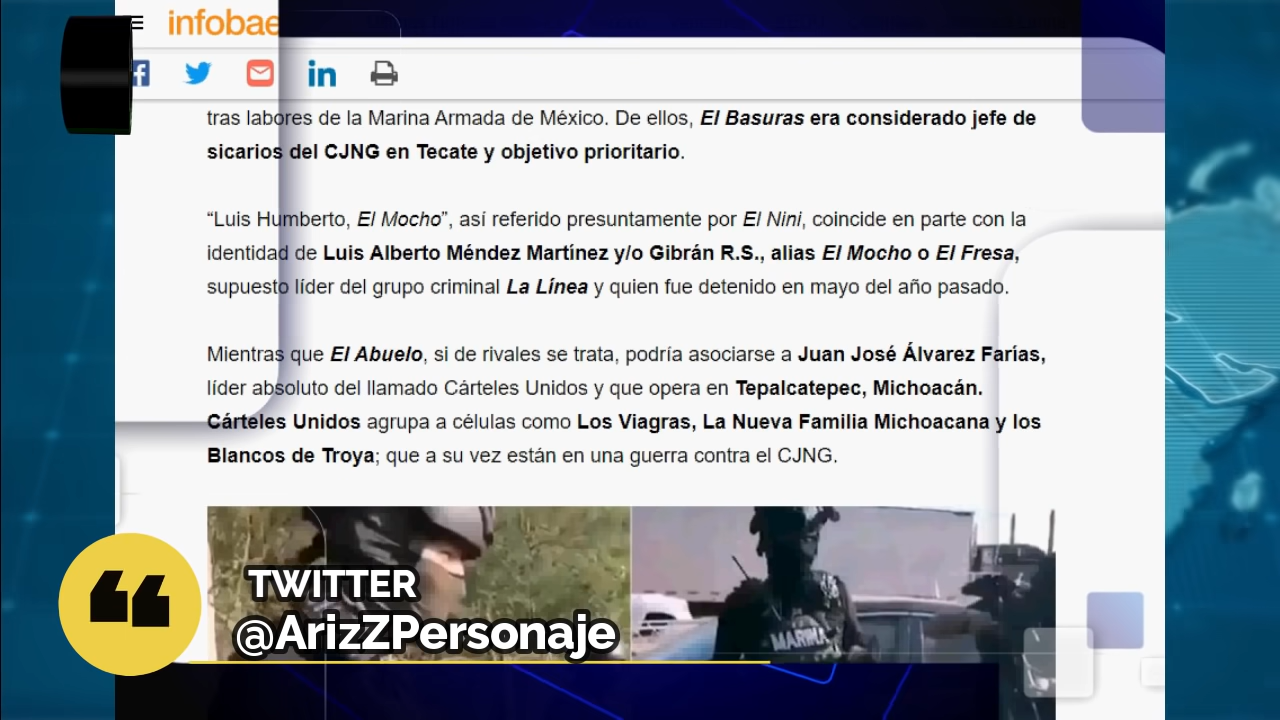 infobae
tras labores de la Marina Armada de México. De ellos, El Basuras era considerado jefe de
sicarios del CJNG en Tecate y objetivo prioritario.
“Luis Humberto, El Mocho”, así referido presuntamente por El Nini, coincide en parte con la
identidad de Luis Alberto Méndez Martínez y/o Gibrán R.S., alias El Mocho o El Fresa,
supuesto líder del grupo criminal La Línea y quien fue detenido en mayo del año pasado.
Mientras que El Abuelo, si de rivales se trata, podría asociarse a Juan José Álvarez Farías,
líder absoluto del llamado Cárteles Unidos y que opera en Tepalcatepec, Michoacán.
Cárteles Unidos agrupa a células como Los Viagras, La Nueva Familia Michoacana y los
Blancos de Troya; que a su vez están en una guerra contra el CJNG.
MARINA
TWITTER
@ArizZPersonaje